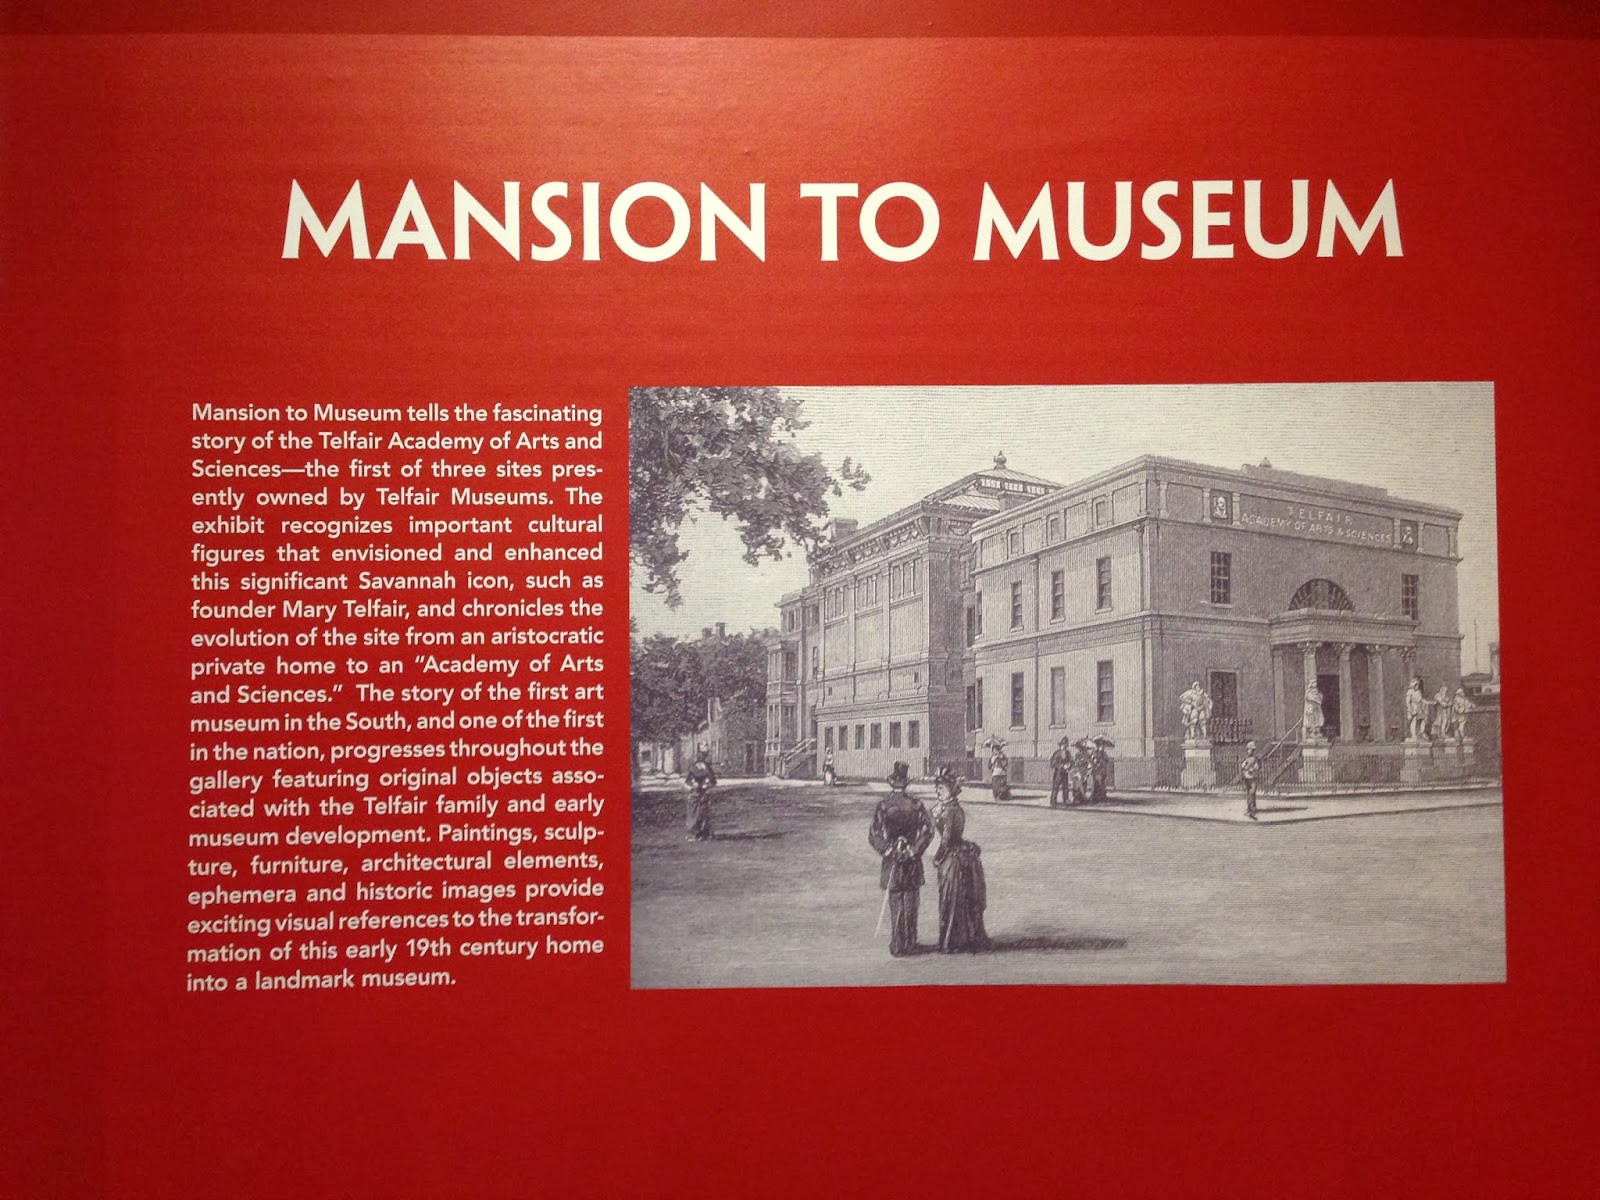 MANSION TO MUSEUM
Mansion to Museum tells the fascinating
story of the Telfair Academy of Arts and
Sciences—the first of three sites pres-
ently owned by Telfair Museums. The
exhibit recognizes important cultural
figures that envisioned and enhanced
this significant Savannah icon, such as
founder Mary Telfair, and chronicles the
evolution of the site from an aristocratic
private home to an “Academy of Arts
and Sciences.” The story of the first art
museum in the South, and one of the first
in the nation, progresses throughout the
gallery featuring original objects asso-
ciated with the Telfair family and early
museum development. Paintings, sculp-
ture, furniture, architectural elements,
ephemera and historic images provide
exciting visual references to the transfor-
mation of this early 19th century home
into a landmark museum.
TELFAIR
ACADEMY OF ARTS & SCIENCES